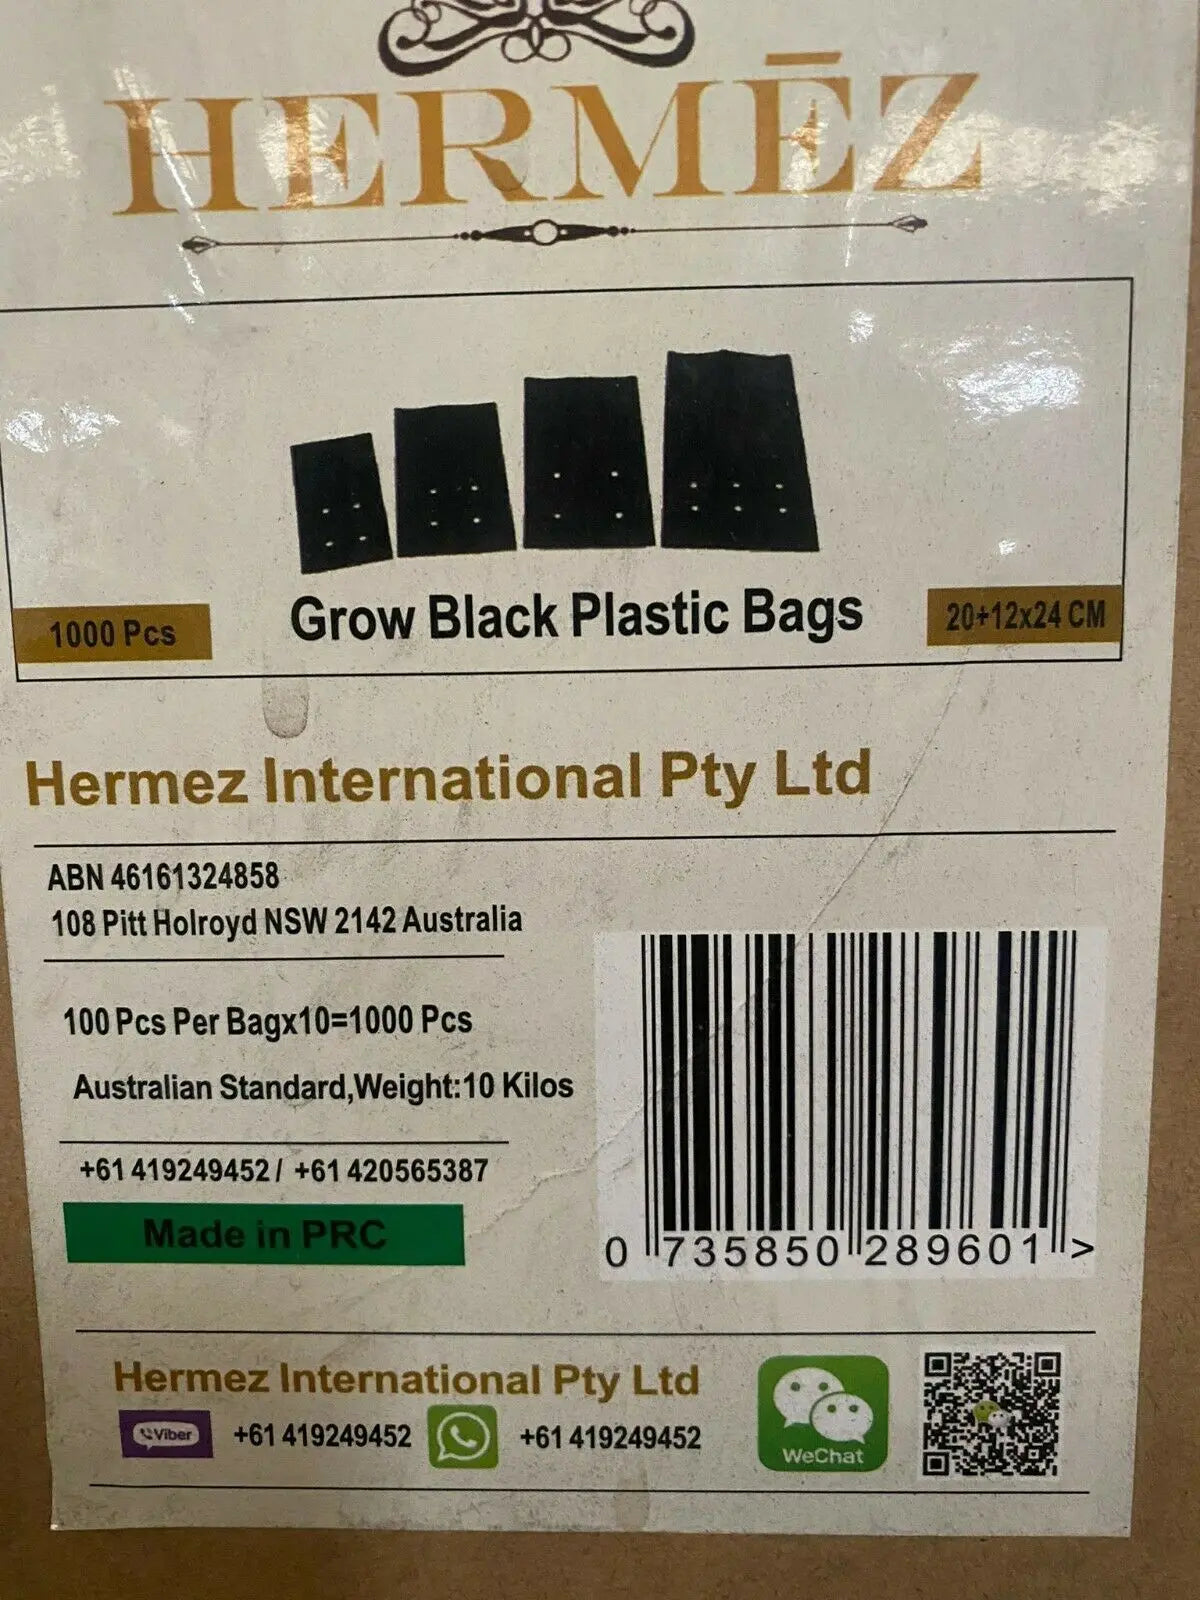 HERMĒZ
1000 Pcs
Grow Black Plastic Bags
20+12x24 CM
Hermez International Pty Ltd
ABN 46161324858
108 Pitt Holroyd NSW 2142 Australia
100 Pcs Per Bagx10=1000 Pcs
Australian Standard,Weight:10 Kilos
+61 419249452 / +61 420565387
Made in PRC
0 735850 289601 >
Hermez International Pty Ltd
Viber +61 419249452 +61 419249452
WeChat